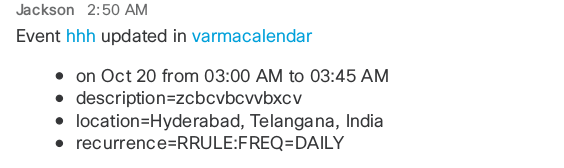 Jackson 2:50 AM
Event hhh updated in varmacalendar
• on Oct 20 from 03:00 AM to 03:45 AM
• description=zcbcvbcvvbxcv
• location=Hyderabad, Telangana, India
• recurrence=RRULE:FREQ=DAILY